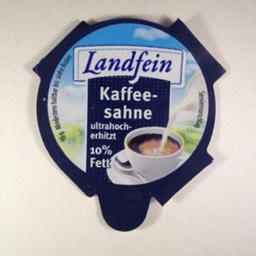 Landfein
Kaffee-
sahne
ultrahoch-
erhitzt
10%
Fett